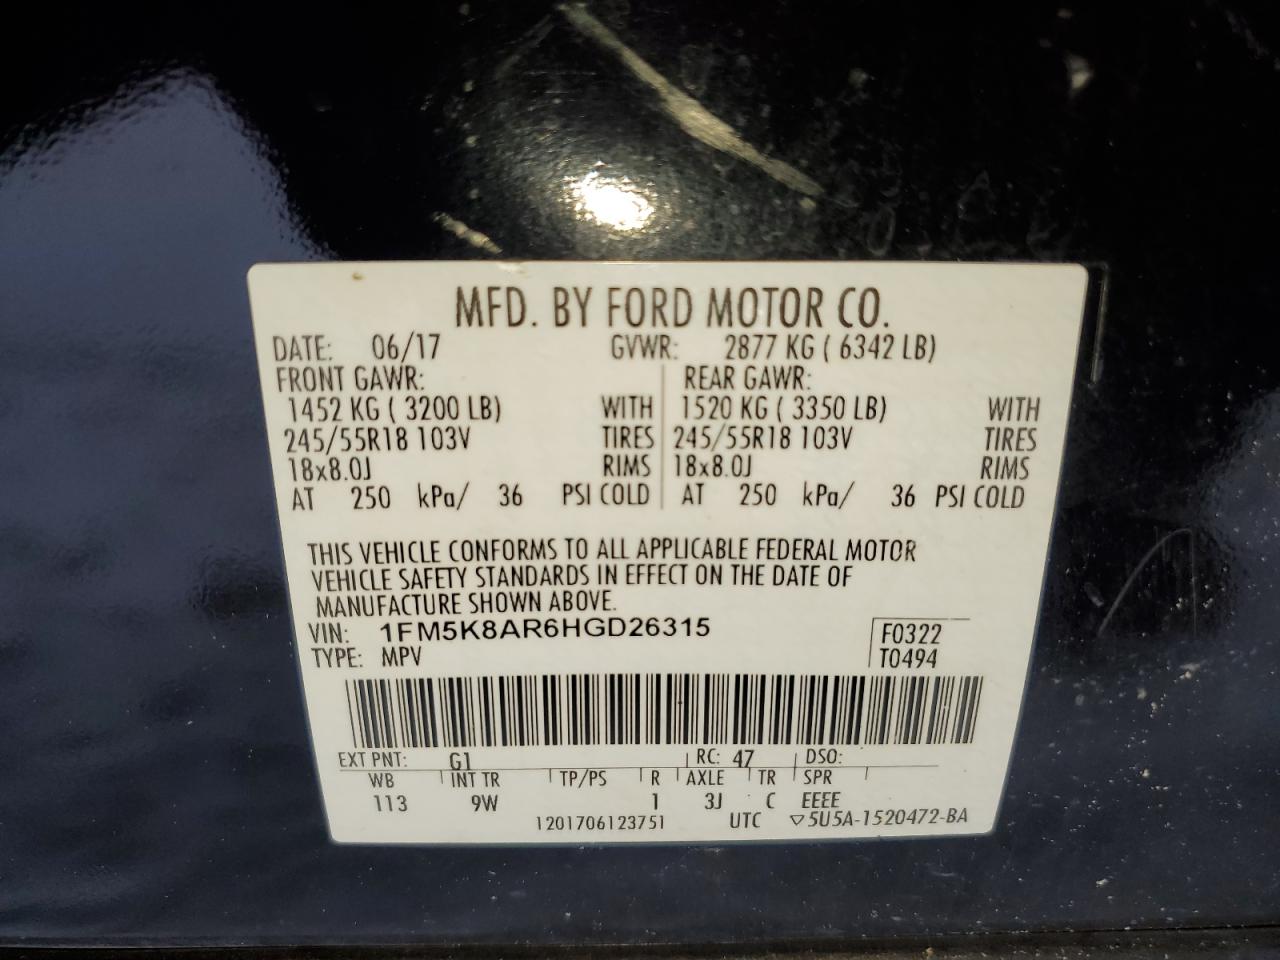 MFD. BY FORD MOTOR CO.
DATE: 06/17 GVWR: 2877 KG ( 6342 LB)
FRONT GAWR: REAR GAWR:
1452 KG ( 3200 LB) WITH 1520 KG ( 3350 LB) WITH
245/55R18 103V TIRES 245/55R18 103V TIRES
18x8.0J RIMS 18x8.0J RIMS
AT 250 kPa/ 36 PSI COLD AT 250 kPa/ 36 PSI COLD
THIS VEHICLE CONFORMS TO ALL APPLICABLE FEDERAL MOTOR
VEHICLE SAFETY STANDARDS IN EFFECT ON THE DATE OF
MANUFACTURE SHOWN ABOVE.
VIN: 1FM5K8AR6HGD26315 F0322
TYPE: MPV T0494
EXT PNT: G1 RC: 47 DSO:
WB INT TR TP/PS R AXLE TR SPR
113 9W 1 3J C EEEE
1201706123751 UTC ▽5U5A-1520472-BA